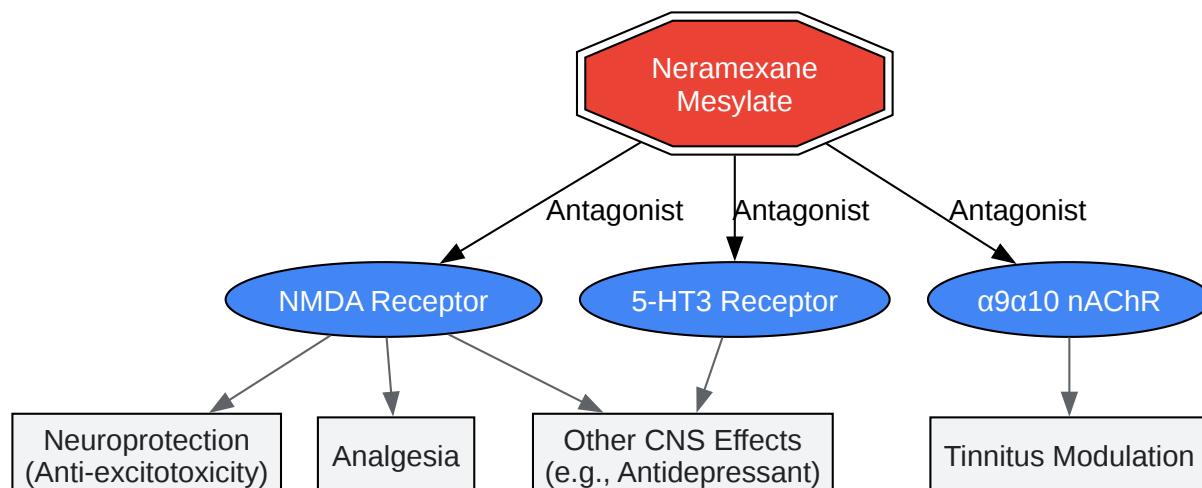 Neramexane
Mesylate
Antagonist
Antagonist
Antagonist
NMDA Receptor
5-HT3 Receptor
α9α10 nAChR
Neuroprotection
(Anti-excitotoxicity)
Analgesia
Other CNS Effects
(e.g., Antidepressant)
Tinnitus Modulation